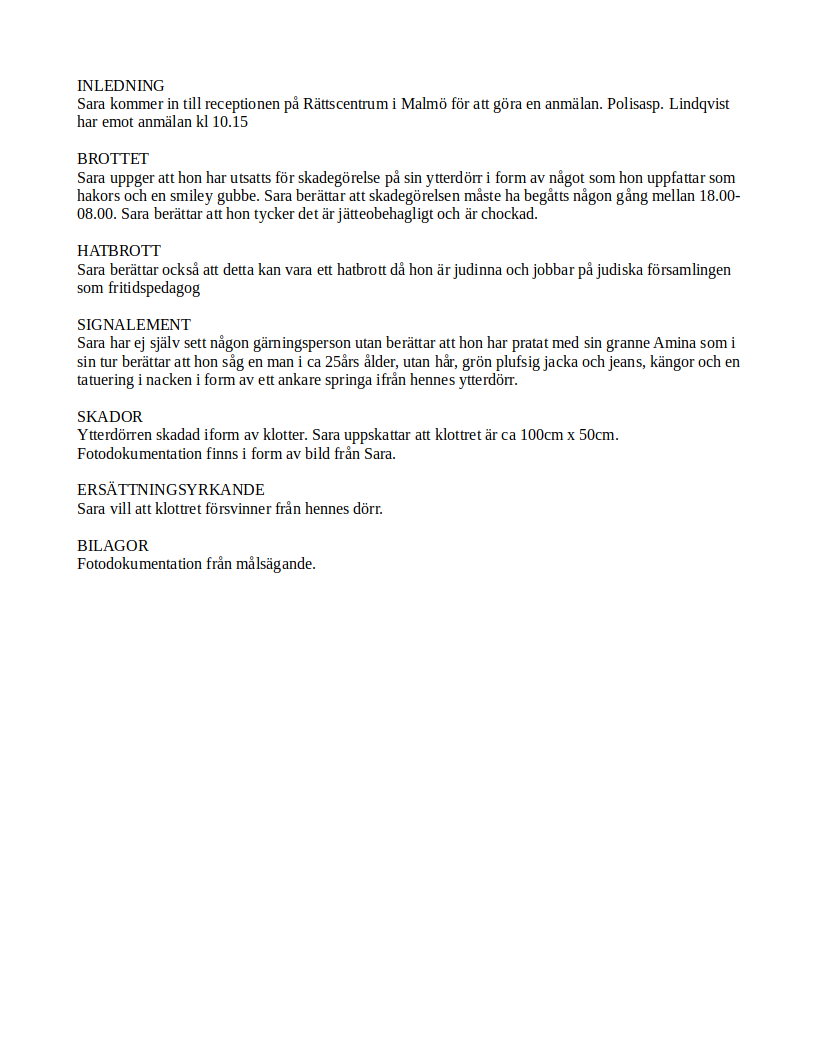 INLEDNING
Sara kommer in till receptionen på Rättscentrum i Malmö för att göra en anmälan. Polisasp. Lindqvist
har emot anmälan kl 10.15
BROTTET
Sara uppger att hon har utsatts för skadegörelse på sin ytterdörr i form av något som hon uppfattar som
hakors och en smiley gubbe. Sara berättar att skadegörelsen måste ha begåtts någon gång mellan 18.00-
08.00. Sara berättar att hon tycker det är jätteobehagligt och är chockad.
HATBROTT
Sara berättar också att detta kan vara ett hatbrott då hon är judinna och jobbar på judiska församlingen
som fritidspedagog
SIGNALEMENT
Sara har ej själv sett någon gärningsperson utan berättar att hon har pratat med sin granne Amina som i
sin tur berättar att hon såg en man i ca 25års ålder, utan hår, grön plufsig jacka och jeans, kängor och en
tatuering i nacken i form av ett ankare springa ifrån hennes ytterdörr.
SKADOR
Ytterdörren skadad iform av klotter. Sara uppskattar att klottret är ca 100cm x 50cm.
Fotodokumentation finns i form av bild från Sara.
ERSÄTTNINGSYRKANDE
Sara vill att klottret försvinner från hennes dörr.
BILAGOR
Fotodokumentation från målsägande.